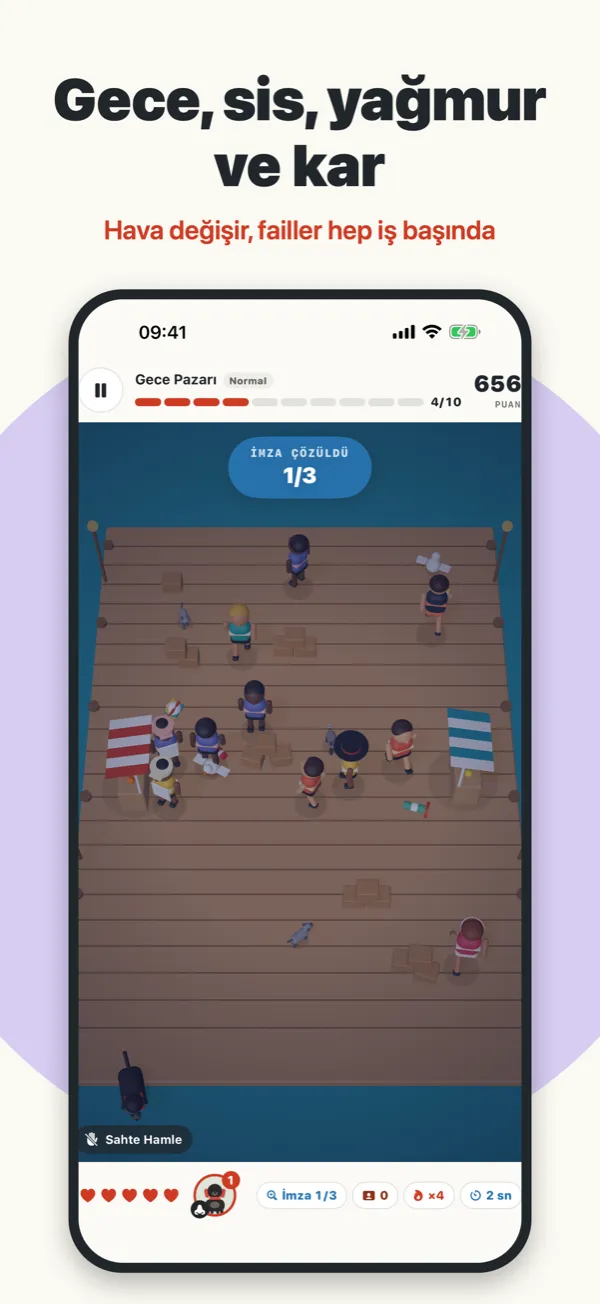 Gece, sis, yağmur
ve kar
Hava değişir, failler hep iş başında
09:41
Gece Pazarı Normal
4/10
656
PUAN
İMZA ÇÖZÜLDÜ
1/3
Sahte Hamle
1
İmza 1/3
0
×4
2 sn